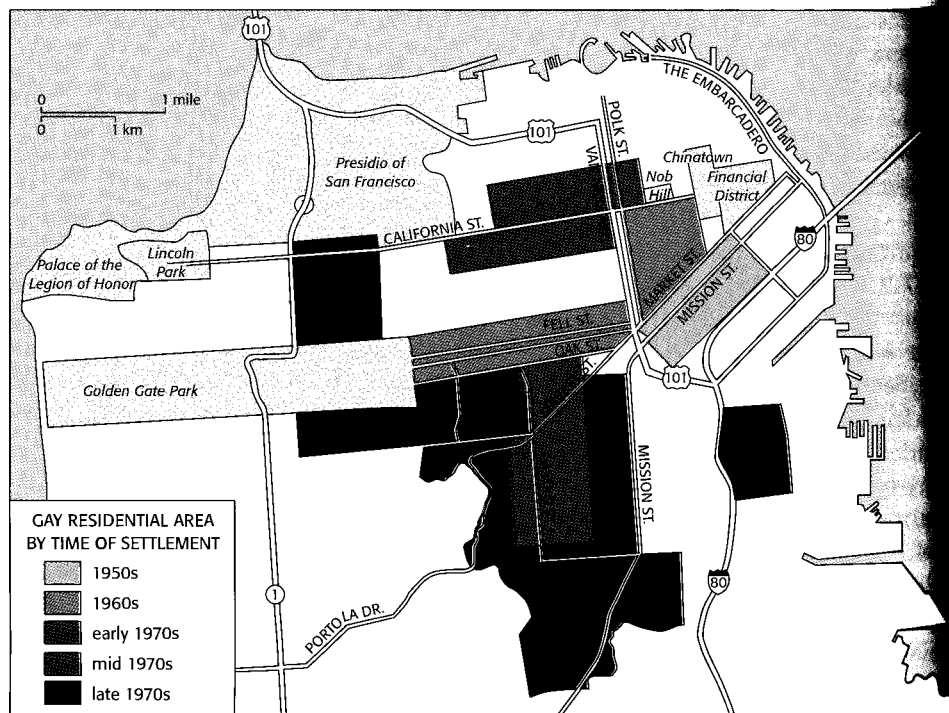 101
0 1 mile
0 1 km
THE EMBARCADERO
POLK ST.
101
Presidio of
San Francisco
Chinatown
Nob
Hill
Financial
District
CALIFORNIA ST.
Lincoln
Park
Palace of the
Legion of Honor
80
MARKET ST.
MISSION ST.
FELL ST.
OAK ST.
ST.
101
Golden Gate Park
MISSION ST.
80
1
PORTOLA DR.
GAY RESIDENTIAL AREA
BY TIME OF SETTLEMENT
1950s
1960s
early 1970s
mid 1970s
late 1970s